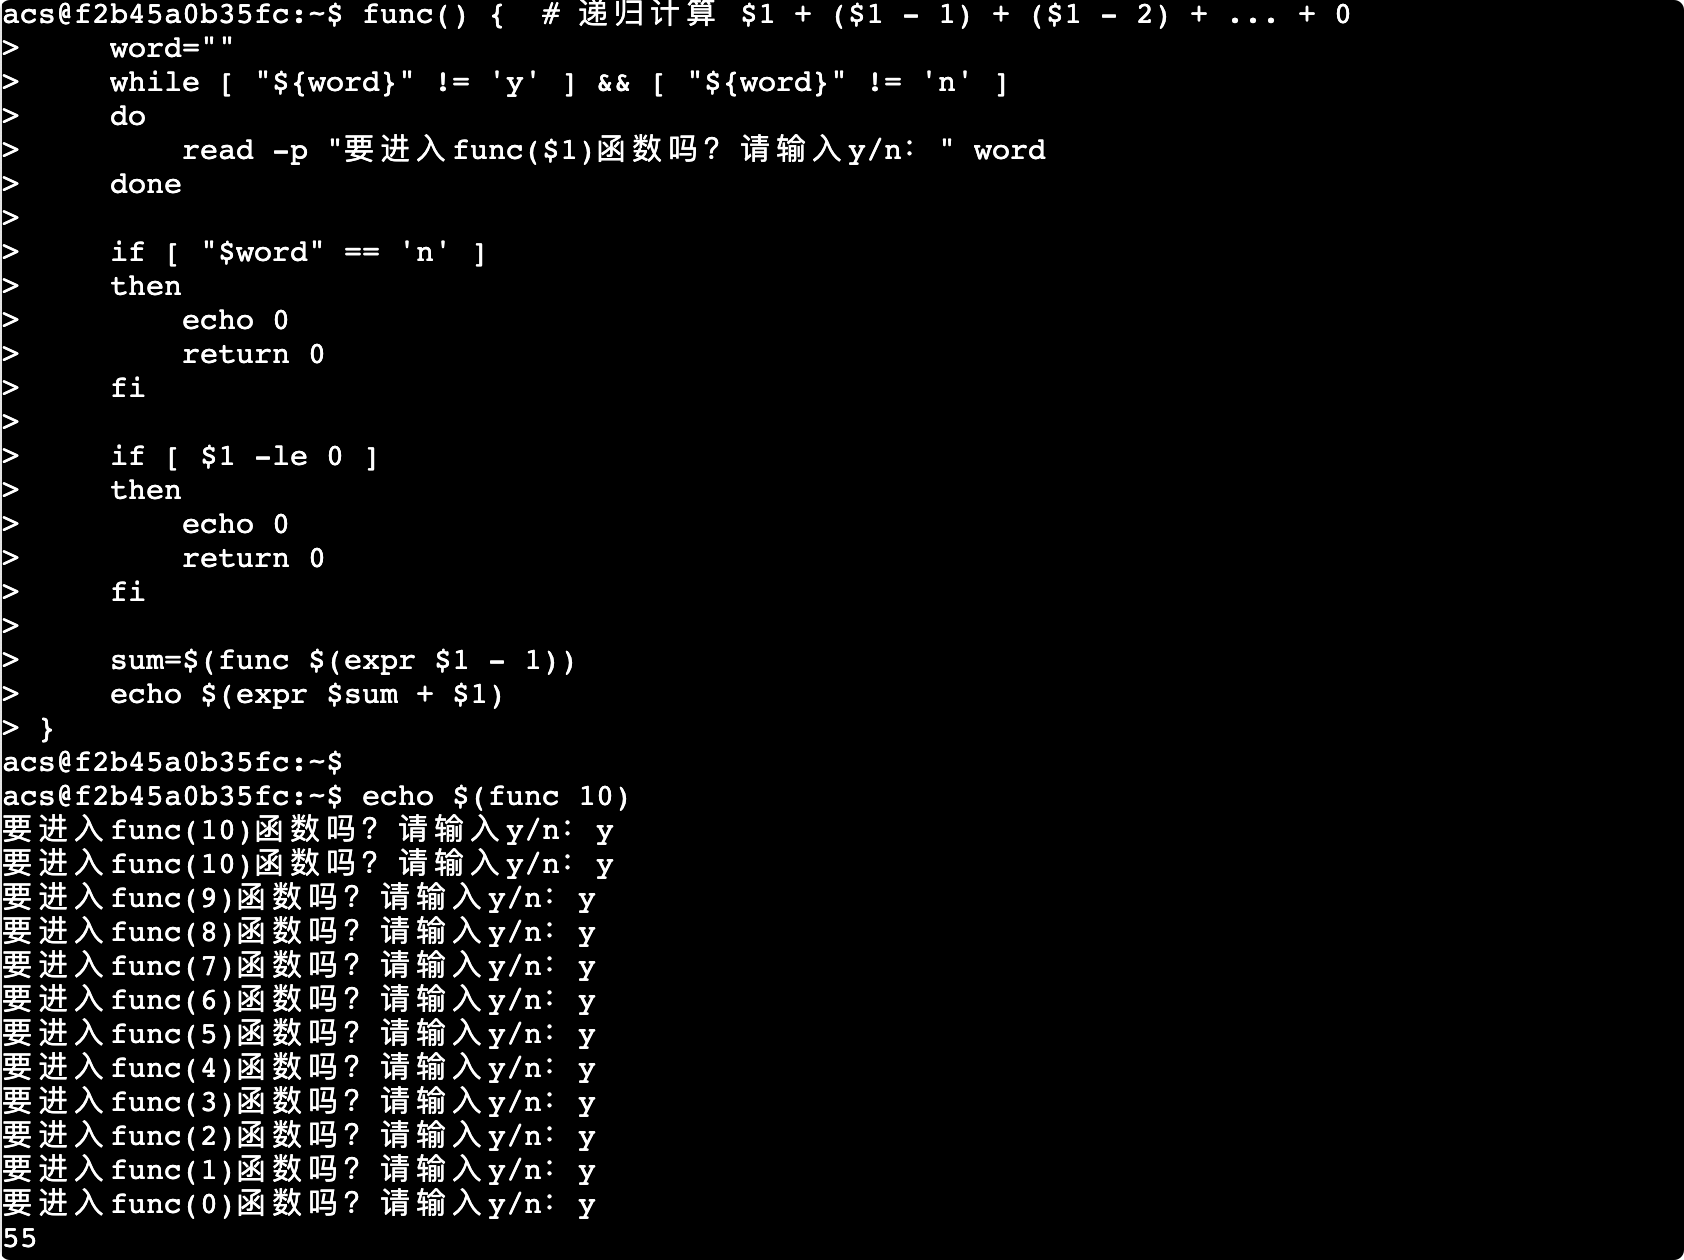 acs@f2b45a0b35fc:~$ func() {  # 递归计算 $1 + ($1 - 1) + ($1 - 2) + ... + 0
>     word=""
>     while [ "${word}" != 'y' ] && [ "${word}" != 'n' ]
>     do
>         read -p "要进入func($1)函数吗？请输入y/n：" word
>     done
>
>     if [ "$word" == 'n' ]
>     then
>         echo 0
>         return 0
>     fi
>
>     if [ $1 -le 0 ]
>     then
>         echo 0
>         return 0
>     fi
>
>     sum=$(func $(expr $1 - 1))
>     echo $(expr $sum + $1)
> }
acs@f2b45a0b35fc:~$
acs@f2b45a0b35fc:~$ echo $(func 10)
要进入func(10)函数吗？请输入y/n：y
要进入func(10)函数吗？请输入y/n：y
要进入func(9)函数吗？请输入y/n：y
要进入func(8)函数吗？请输入y/n：y
要进入func(7)函数吗？请输入y/n：y
要进入func(6)函数吗？请输入y/n：y
要进入func(5)函数吗？请输入y/n：y
要进入func(4)函数吗？请输入y/n：y
要进入func(3)函数吗？请输入y/n：y
要进入func(2)函数吗？请输入y/n：y
要进入func(1)函数吗？请输入y/n：y
要进入func(0)函数吗？请输入y/n：y
55